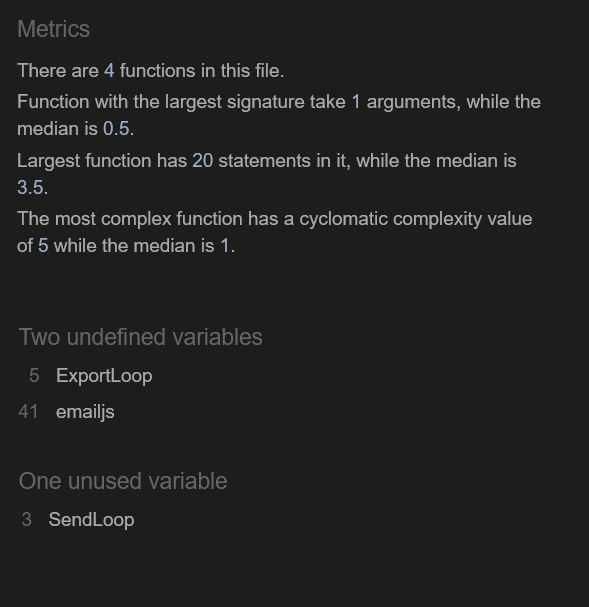 Metrics
There are 4 functions in this file.
Function with the largest signature take 1 arguments, while the
median is 0.5.
Largest function has 20 statements in it, while the median is
3.5.
The most complex function has a cyclomatic complexity value
of 5 while the median is 1.
Two undefined variables
5 ExportLoop
41 emailjs
One unused variable
3 SendLoop